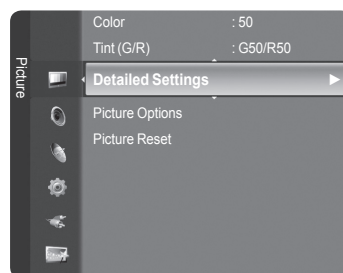 Picture
Color : 50
Tint (G/R) : G50/R50
Detailed Settings
Picture Options
Picture Reset